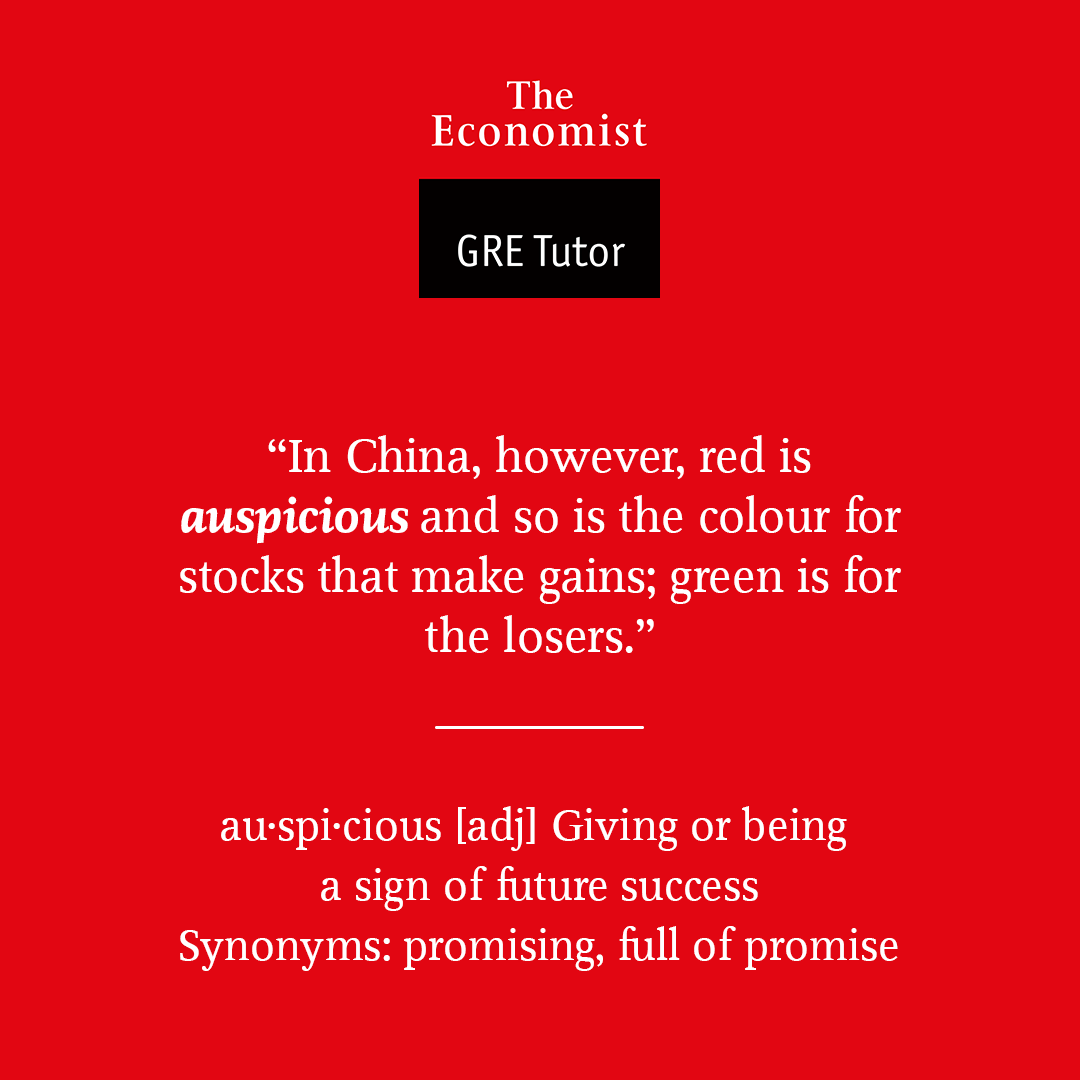 The
Economist
GRE Tutor
“In China, however, red is
auspicious and so is the colour for
stocks that make gains; green is for
the losers.”
au·spi·cious [adj] Giving or being
a sign of future success
Synonyms: promising, full of promise